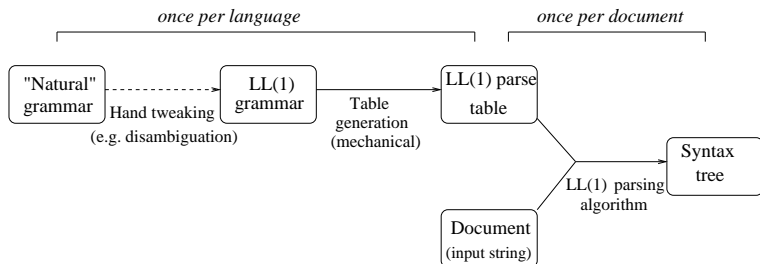 once per language
once per document
"Natural"
grammar
Hand tweaking
(e.g. disambiguation)
LL(1)
grammar
Table
generation
(mechanical)
LL(1) parse
table
Document
(input string)
LL(1) parsing
algorithm
Syntax
tree